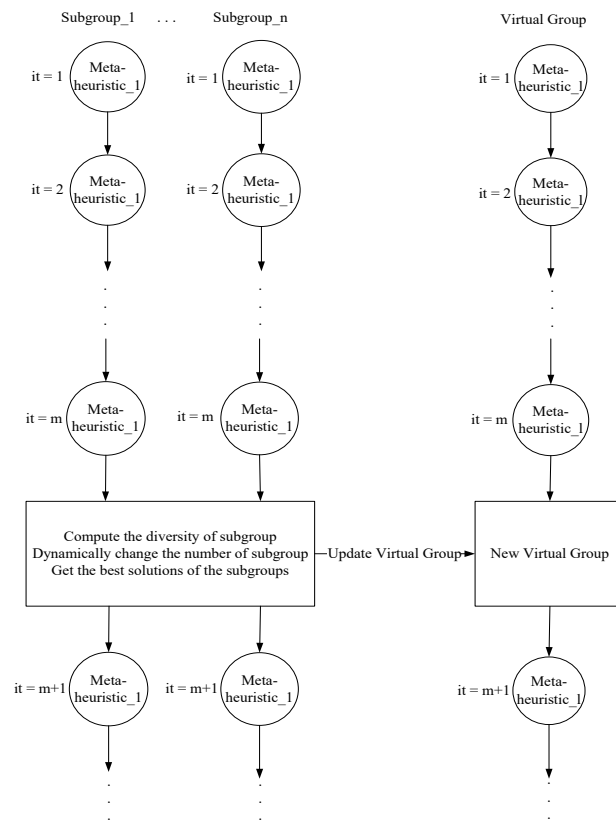 Subgroup_1 . . . Subgroup_n Virtual Group
it = 1 Meta-
heuristic_1
it = 1 Meta-
heuristic_1
it = 1 Meta-
heuristic_1
it = 2 Meta-
heuristic_1
it = 2 Meta-
heuristic_1
it = 2 Meta-
heuristic_1
it = m Meta-
heuristic_1
it = m Meta-
heuristic_1
it = m Meta-
heuristic_1
Compute the diversity of subgroup
Dynamically change the number of subgroup
Get the best solutions of the subgroups
Update Virtual Group
New Virtual Group
it = m+1 Meta-
heuristic_1
it = m+1 Meta-
heuristic_1
it = m+1 Meta-
heuristic_1